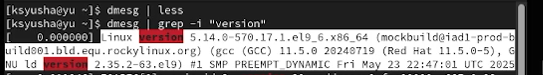 [ksyusha@yu ~]$ dmesg | less
[ksyusha@yu ~]$ dmesg | grep -i "version"
[    0.000000] Linux version 5.14.0-570.17.1.el9_6.x86_64 (mockbuild@iad1-prod-b
uild001.bld.equ.rockylinux.org) (gcc (GCC) 11.5.0 20240719 (Red Hat 11.5.0-5), G
NU ld version 2.35.2-63.el9) #1 SMP PREEMPT_DYNAMIC Fri May 23 22:47:01 UTC 2025